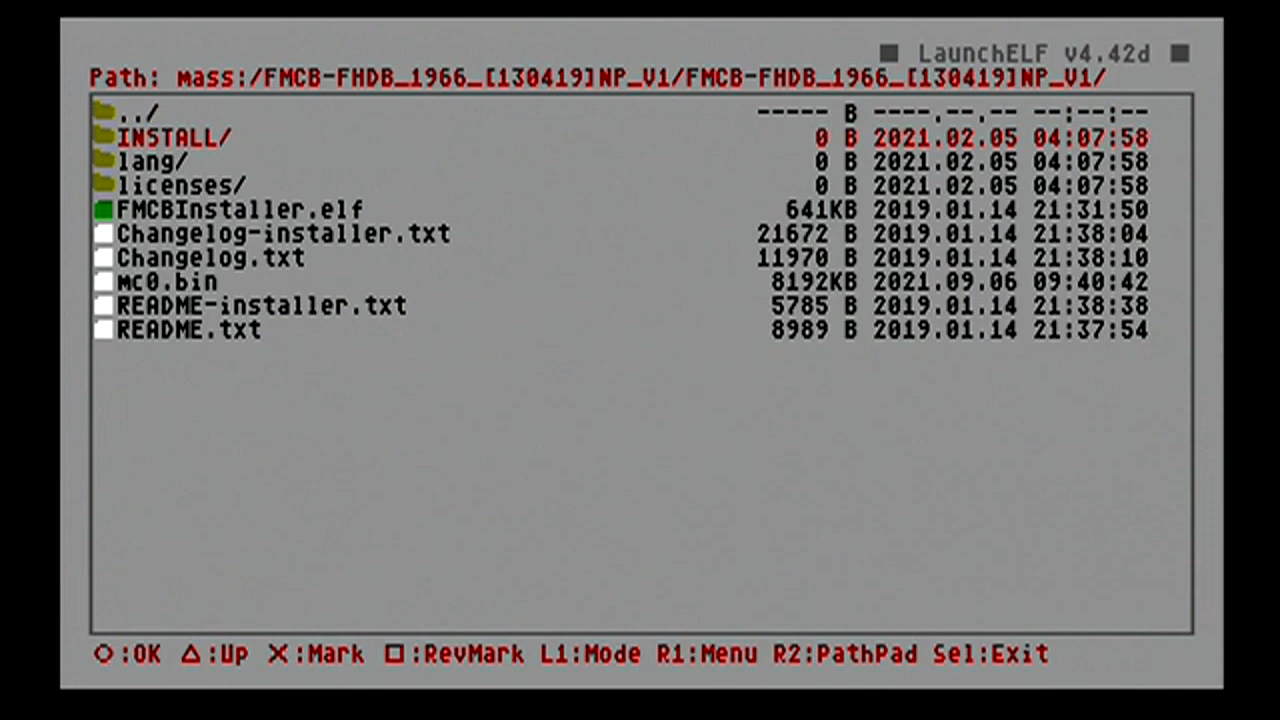 ■ LaunchELF v4.42d ■
Path: mass:/FMCB-FHDB_1966_[130419]NP_V1/FMCB-FHDB_1966_[130419]NP_V1/
../ ----- B ----.--.-- --:--:--
INSTALL/ 0 B 2021.02.05 04:07:58
lang/ 0 B 2021.02.05 04:07:58
licenses/ 0 B 2021.02.05 04:07:58
FMCBInstaller.elf 641KB 2019.01.14 21:31:50
Changelog-installer.txt 21672 B 2019.01.14 21:38:04
Changelog.txt 11970 B 2019.01.14 21:38:10
mc0.bin 8192KB 2021.09.06 09:40:42
README-installer.txt 5785 B 2019.01.14 21:38:38
README.txt 8989 B 2019.01.14 21:37:54
○:OK △:Up ✕:Mark □:RevMark L1:Mode R1:Menu R2:PathPad Sel:Exit